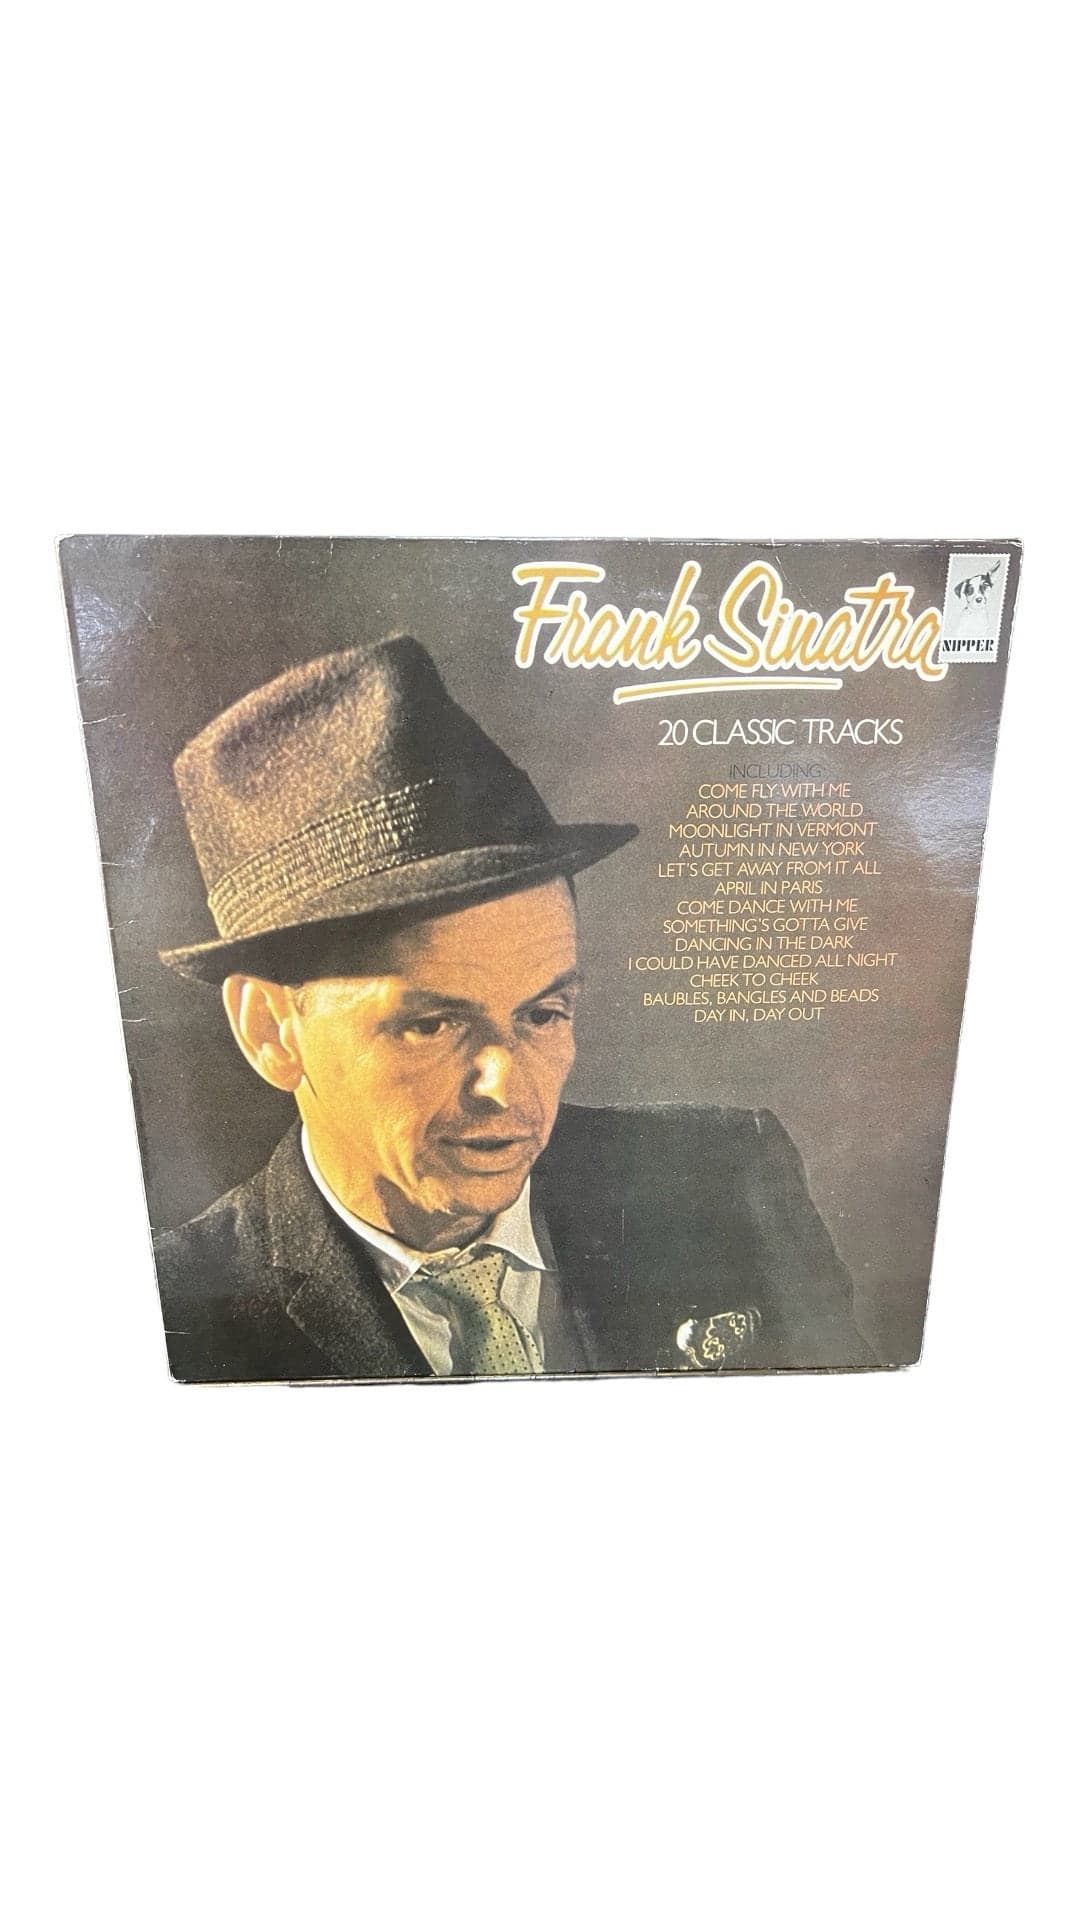 Frank Sinatra
NIPPER
20 CLASSIC TRACKS
INCLUDING:
COME FLY WITH ME
AROUND THE WORLD
MOONLIGHT IN VERMONT
AUTUMN IN NEW YORK
LET'S GET AWAY FROM IT ALL
APRIL IN PARIS
COME DANCE WITH ME
SOMETHING'S GOTTA GIVE
DANCING IN THE DARK
I COULD HAVE DANCED ALL NIGHT
CHEEK TO CHEEK
BAUBLES, BANGLES AND BEADS
DAY IN, DAY OUT